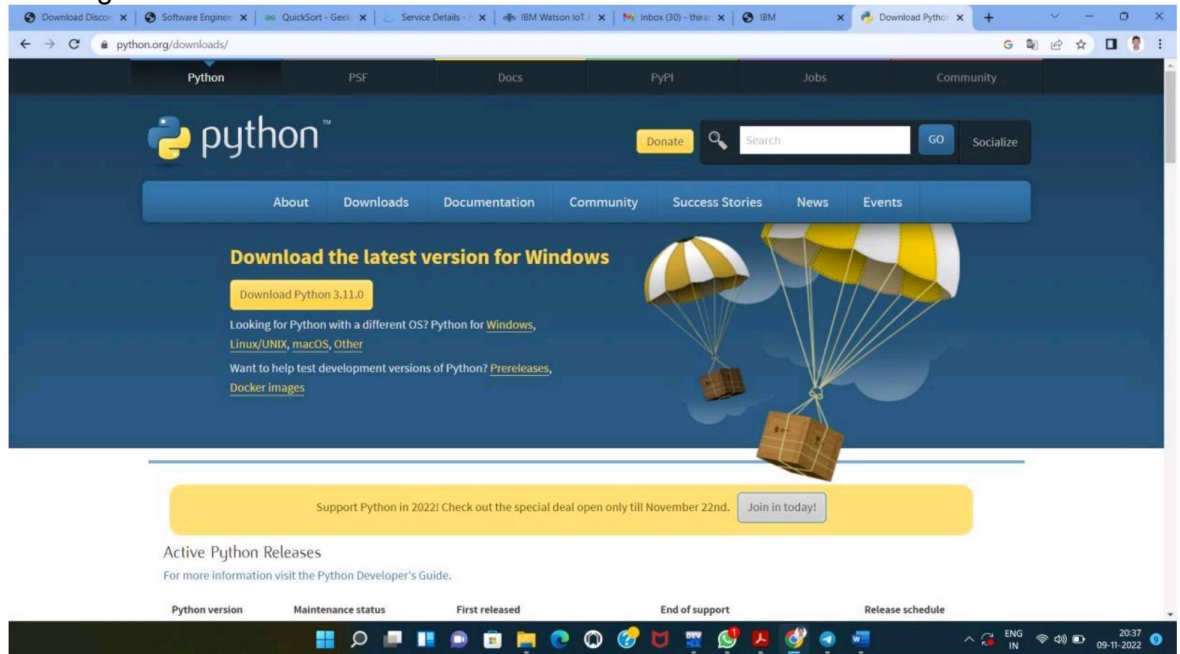 Download Discor
Software Enginee
QuickSort - Geek
Service Details -
IBM Watson IoT P
Inbox (30) - thirar
IBM
Download Python
python.org/downloads/
Python PSF Docs PyPI Jobs Community
python™
Donate Search GO Socialize
About Downloads Documentation Community Success Stories News Events
Download the latest version for Windows
Download Python 3.11.0
Looking for Python with a different OS? Python for Windows,
Linux/UNIX, macOS, Other
Want to help test development versions of Python? Prereleases,
Docker images
Support Python in 2022! Check out the special deal open only till November 22nd. Join in today!
Active Python Releases
For more information visit the Python Developer's Guide.
Python version Maintenance status First released End of support Release schedule
ENG
IN
20:37
09-11-2022